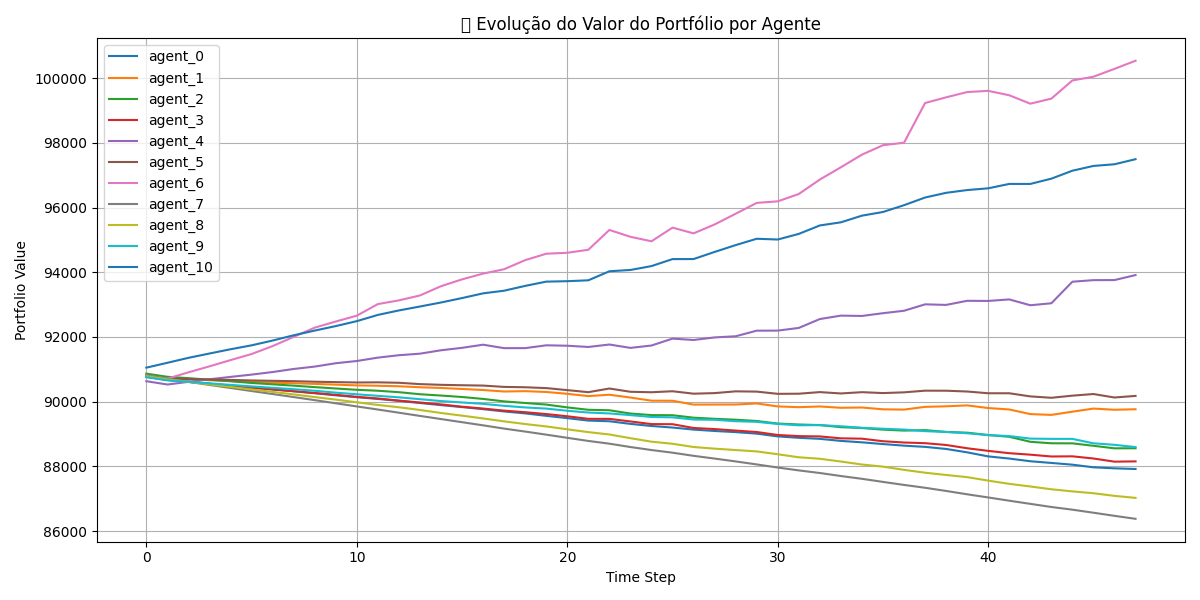 Evolução do Valor do Portfólio por Agente
agent_0
agent_1
agent_2
agent_3
agent_4
agent_5
agent_6
agent_7
agent_8
agent_9
agent_10
Portfolio Value
100000
98000
96000
94000
92000
90000
88000
86000
0
10
20
30
40
Time Step